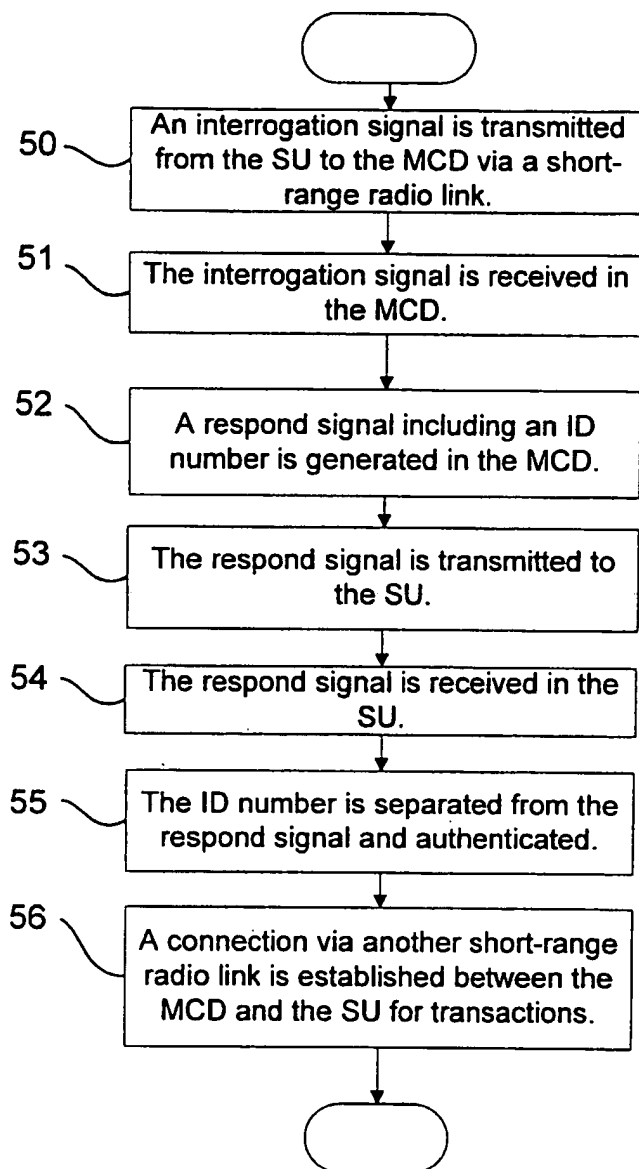 50
An interrogation signal is transmitted
from the SU to the MCD via a short-
range radio link.
51
The interrogation signal is received in
the MCD.
52
A respond signal including an ID
number is generated in the MCD.
53
The respond signal is transmitted to
the SU.
54
The respond signal is received in the
SU.
55
The ID number is separated from the
respond signal and authenticated.
56
A connection via another short-range
radio link is established between the
MCD and the SU for transactions.